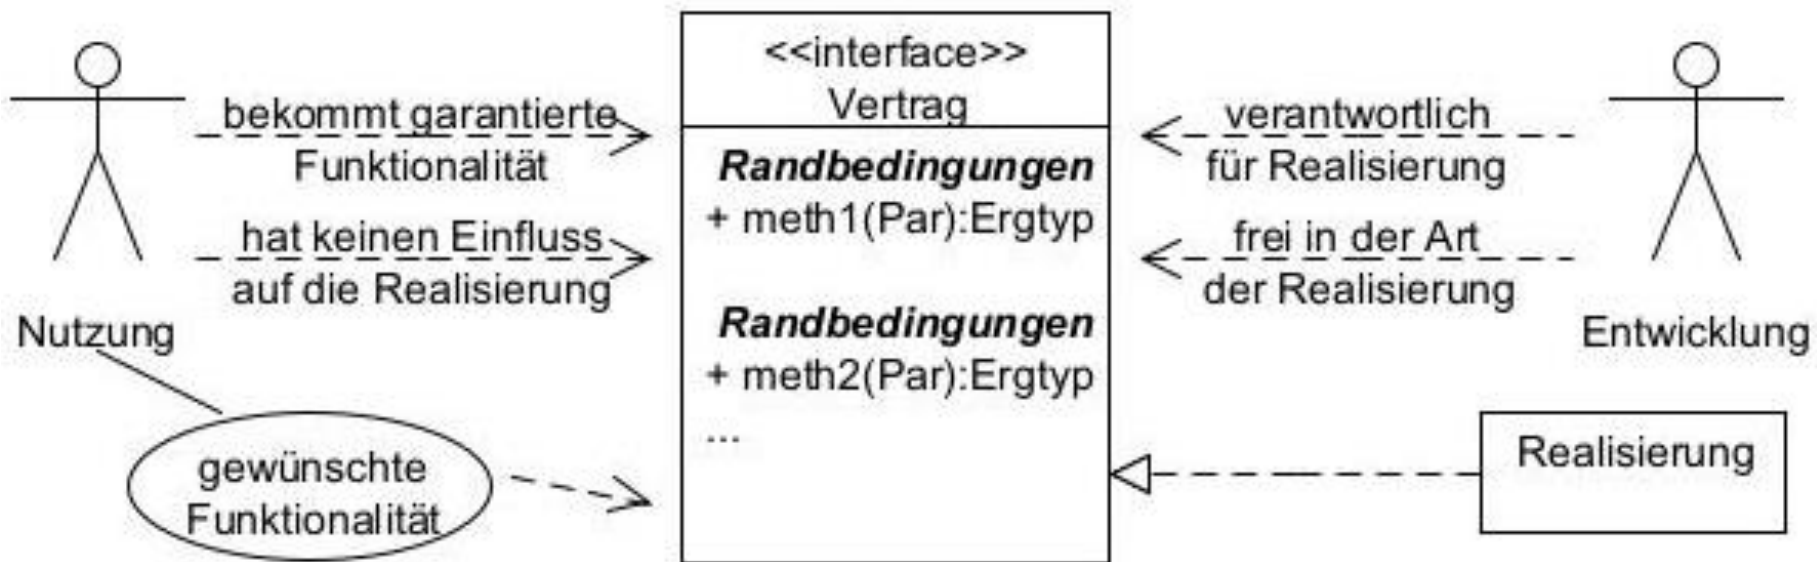 bekommt garantierte
Funktionalität
hat keinen Einfluss
auf die Realisierung
Nutzung
gewünschte
Funktionalität
<<interface>>
Vertrag
Randbedingungen
+ meth1(Par):Ergtyp
Randbedingungen
+ meth2(Par):Ergtyp
...
verantwortlich
für Realisierung
frei in der Art
der Realisierung
Entwicklung
Realisierung